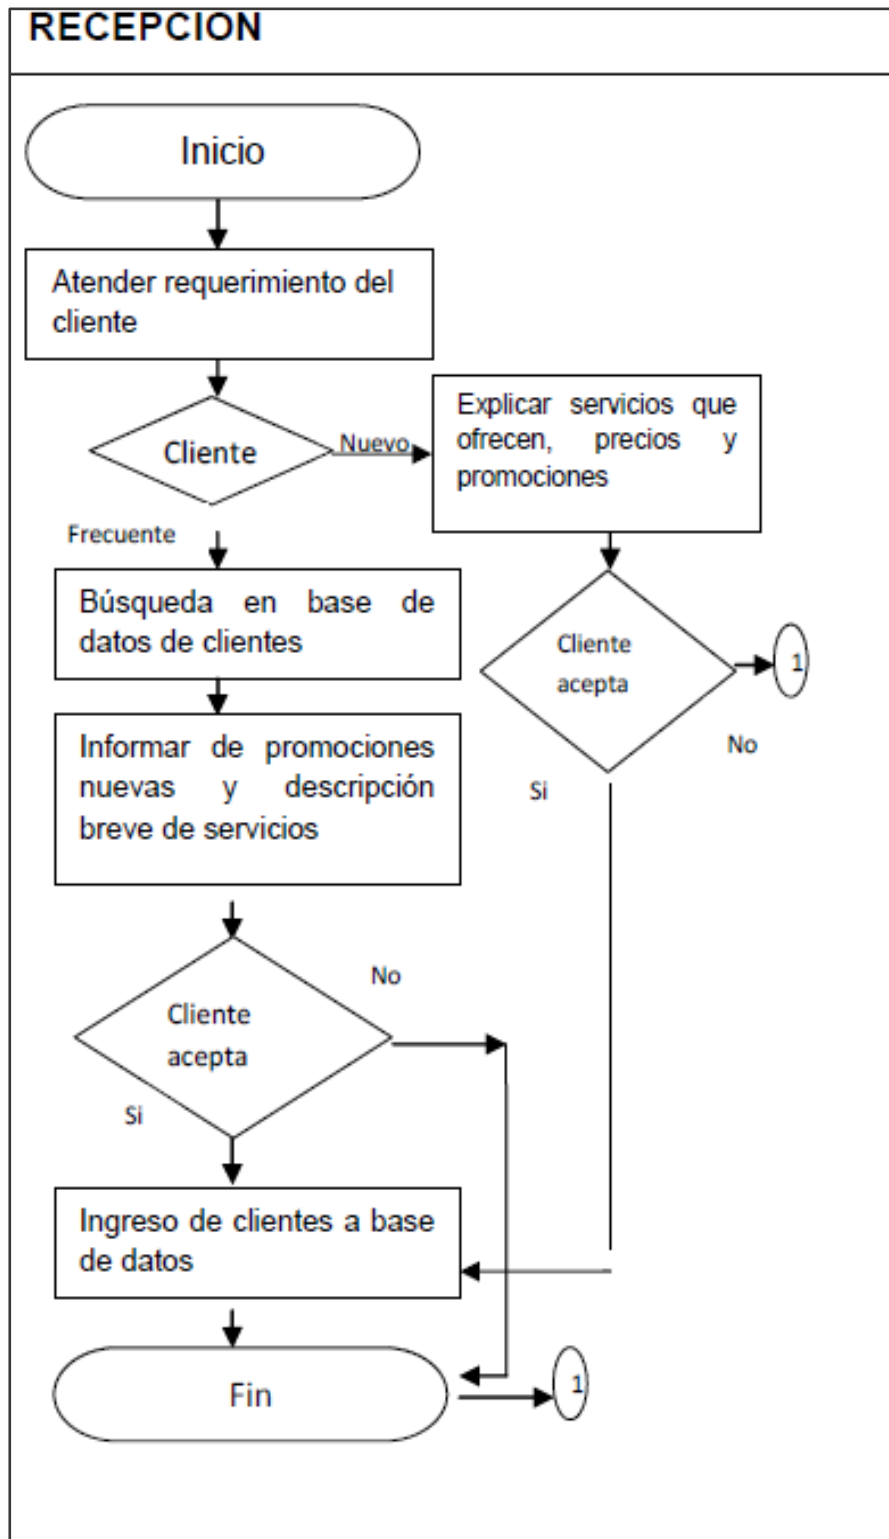 RECEPCION
Inicio
Atender requerimiento del
cliente
Cliente
Nuevo
Explicar servicios que
ofrecen, precios y
promociones
Frecuente
Búsqueda en base de
datos de clientes
Cliente
acepta
1
No
Si
Informar de promociones
nuevas y descripción
breve de servicios
Cliente
acepta
No
Si
Ingreso de clientes a base
de datos
Fin
1